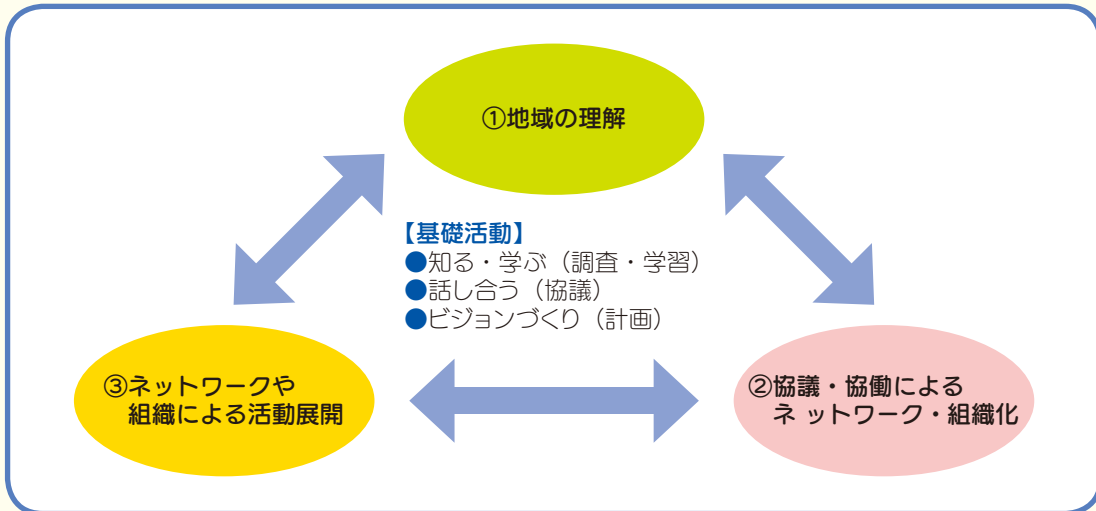 ①地域の理解
【基礎活動】
●知る・学ぶ（調査・学習）
●話し合う（協議）
●ビジョンづくり（計画）
③ネットワークや
組織による活動展開
②協議・協働による
ネットワーク・組織化